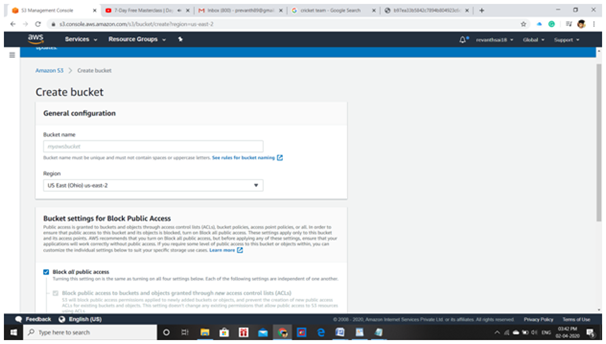 S3 Management Console
7-Day Free Masterclass | Do
Inbox (600) -
cricket team - Google Search
s3.console.aws.amazon.com/s3/bucket/create?region=us-east-2
aws
Services
Resource Groups
Global
Support
updated.
Amazon S3 > Create bucket
Create bucket
General configuration
Bucket name
mynewbucket
Bucket name must be unique and must not contain spaces or uppercase letters. See rules for bucket naming
Region
US East (Ohio) us-east-2
Bucket settings for Block Public Access
Public access is granted to buckets and objects through access control lists (ACLs), bucket policies, access point policies, or all. In order to
ensure that public access to this bucket and its objects is blocked, turn on Block all public access. These settings apply only to this bucket
and its access points. AWS recommends that you turn on Block all public access, but before applying any of these settings, ensure that your
applications will work correctly without public access. If you require some level of public access to this bucket or objects within, you can
customize the individual settings below to suit your specific storage use cases. Learn more
Block all public access
Turning this setting on is the same as turning on all four settings below. Each of the following settings are independent of one another.
Block public access to buckets and objects granted through new access control lists (ACLs)
S3 will block public access permissions applied to newly added buckets or objects, and prevent the creation of new public access
ACLs for existing buckets and objects. This setting doesn't change any existing permissions that allow public access to S3 resources
using ACLs.
Feedback
English (US)
© 2008 - 2020, Amazon Internet Services Private Ltd. or its affiliates. All rights reserved.
Privacy Policy
Terms of Use
Type here to search
ENG
03:42 PM
02-04-2020